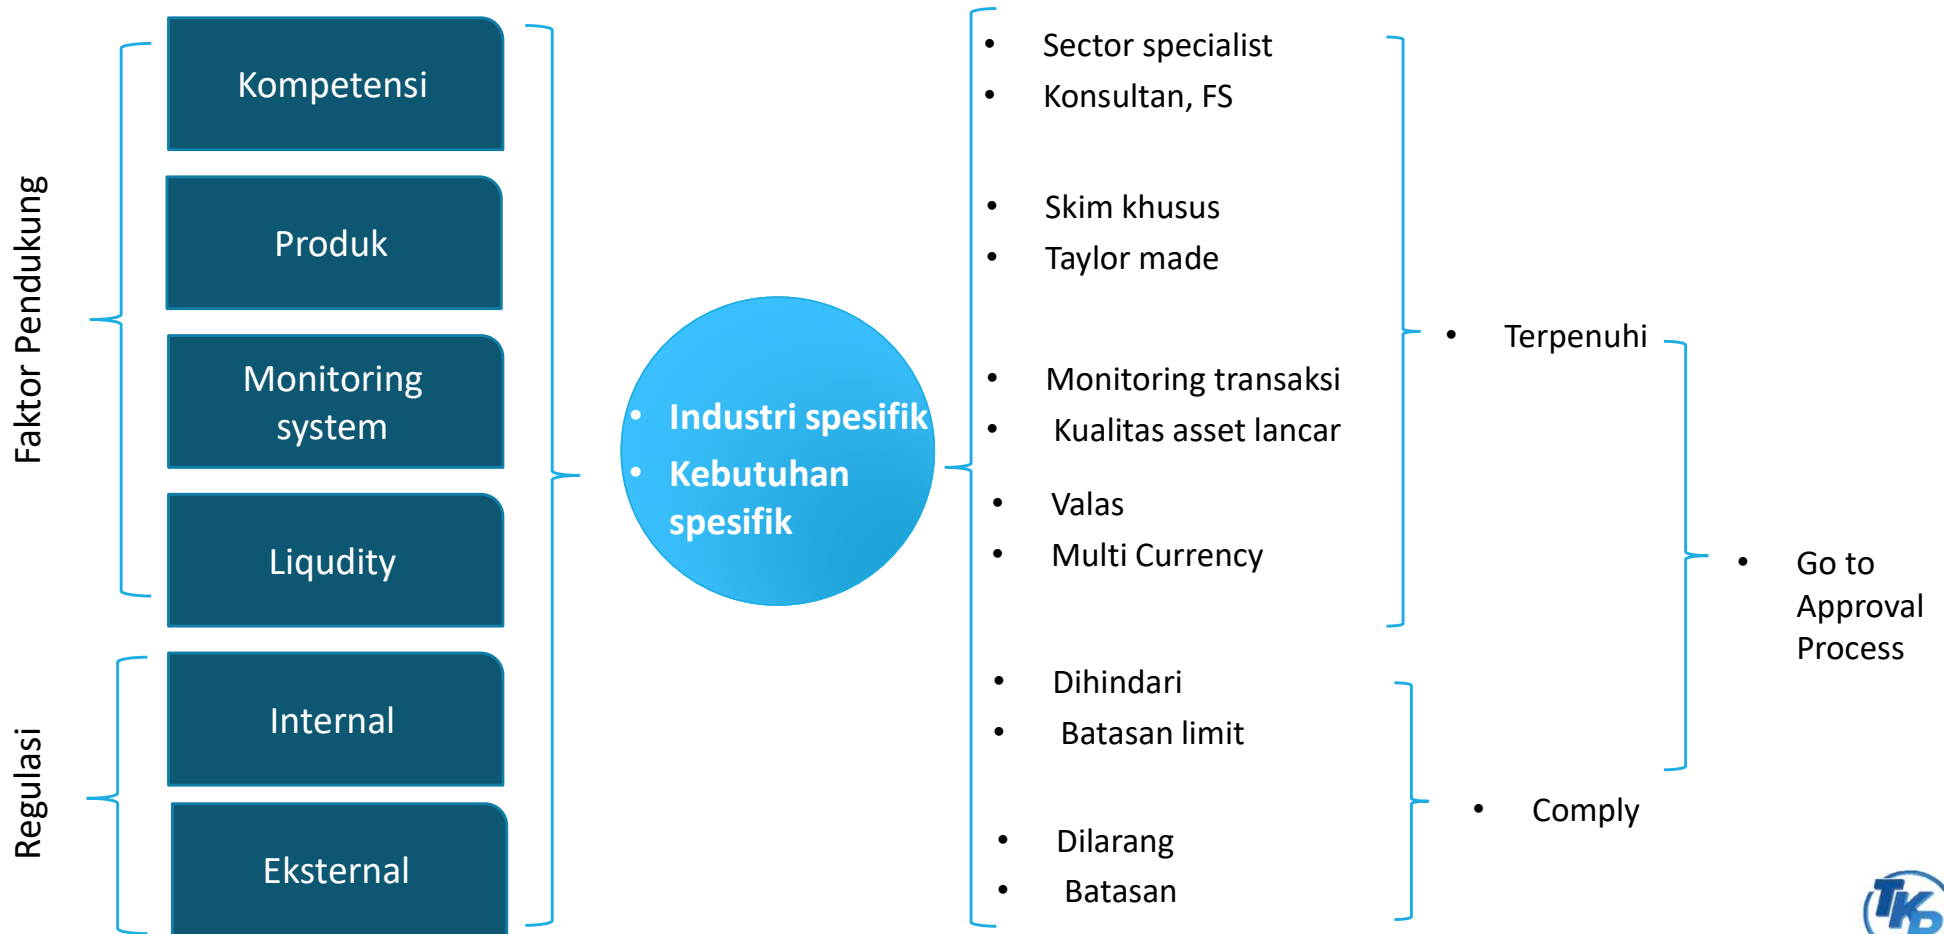 Faktor Pendukung
Kompetensi
Produk
Monitoring
system
Liqudity
Regulasi
Internal
Eksternal
• Industri spesifik
• Kebutuhan
spesifik
• Sector specialist
• Konsultan, FS
• Skim khusus
• Taylor made
• Monitoring transaksi
• Kualitas asset lancar
• Valas
• Multi Currency
• Dihindari
• Batasan limit
• Dilarang
• Batasan
• Terpenuhi
• Comply
• Go to
Approval
Process
TKP